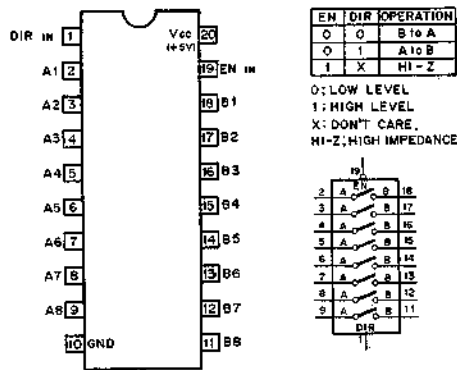 DIR IN 1
Vcc 20
(+5V)
A1 2
19 EN IN
A2 3
18 B1
A3 4
17 B2
A4 5
16 B3
A5 6
15 B4
A6 7
14 B5
A7 8
13 B6
A8 9
12 B7
10 GND
11 B8
EN DIR OPERATION
0 0 B to A
0 1 A to B
1 X HI-Z
0; LOW LEVEL
1; HIGH LEVEL
X; DON'T CARE,
HI-Z; HIGH IMPEDANCE
19
EN
2 A B 18
3 A B 17
4 A B 16
5 A B 15
6 A B 14
7 A B 13
8 A B 12
9 A B 11
DIR
1